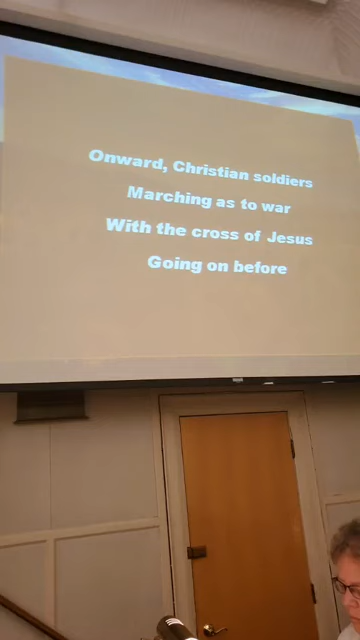 Onward, Christian soldiers
Marching as to war
With the cross of Jesus
Going on before